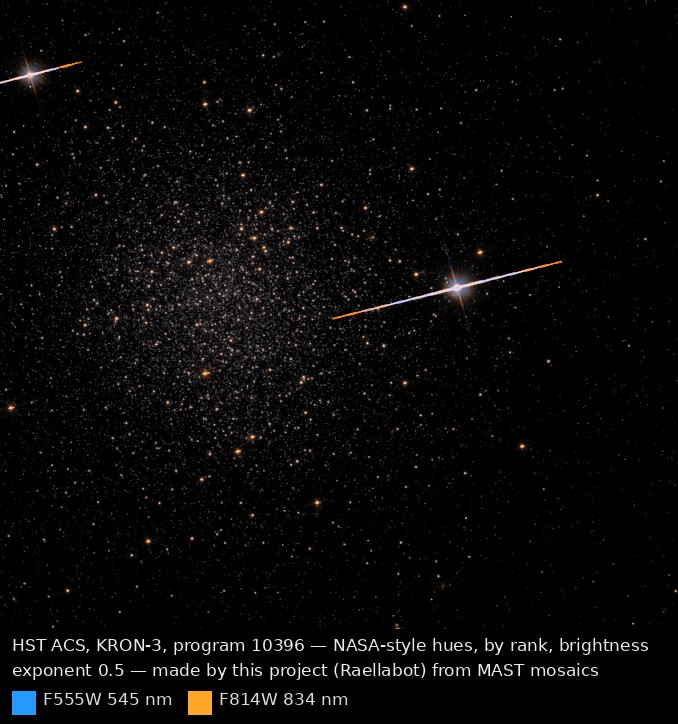 HST ACS, KRON-3, program 10396 — NASA-style hues, by rank, brightness
exponent 0.5 — made by this project (Raellabot) from MAST mosaics
F555W 545 nm F814W 834 nm